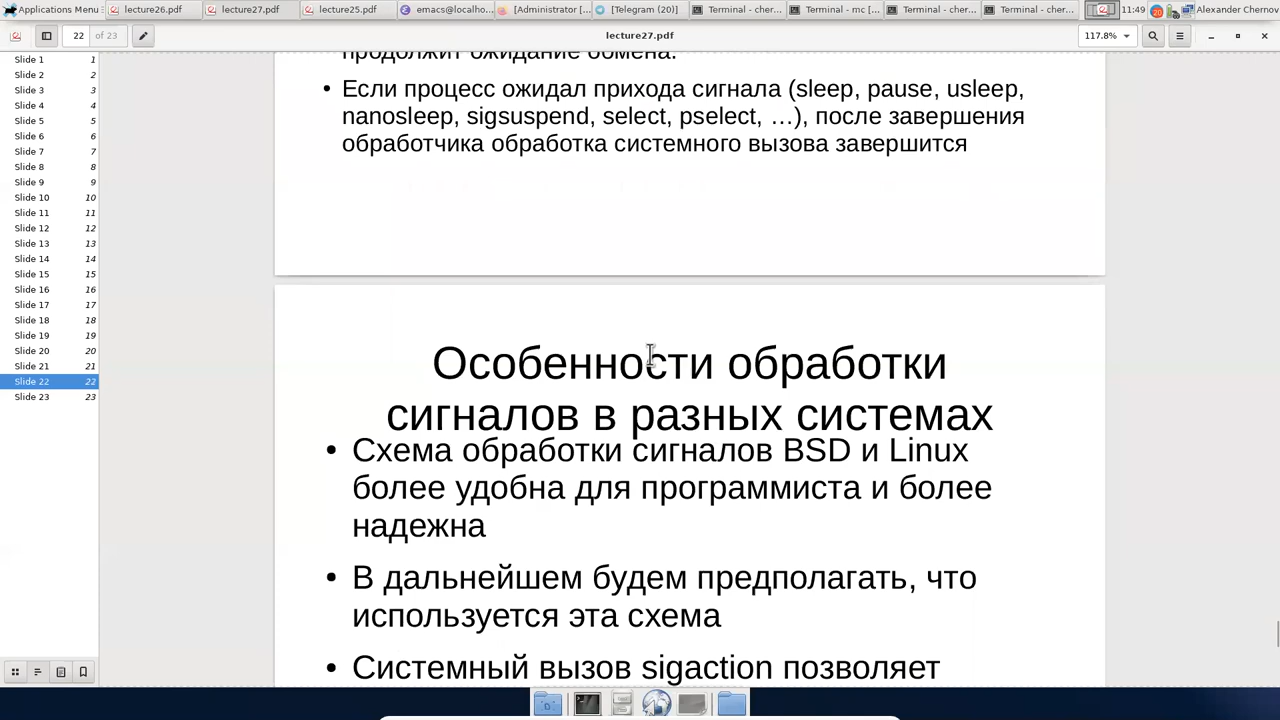 Applications Menu
lecture26.pdf
lecture27.pdf
lecture25.pdf
emacs@localho...
[Administrator [...
[Telegram (20)]
Terminal - cher...
Terminal - mc [...
Terminal - cher...
Terminal - cher...
11:49
20
Alexander Chernov
22 of 23
lecture27.pdf
117.8%
Slide 1 1
Slide 2 2
Slide 3 3
Slide 4 4
Slide 5 5
Slide 6 6
Slide 7 7
Slide 8 8
Slide 9 9
Slide 10 10
Slide 11 11
Slide 12 12
Slide 13 13
Slide 14 14
Slide 15 15
Slide 16 16
Slide 17 17
Slide 18 18
Slide 19 19
Slide 20 20
Slide 21 21
Slide 22 22
Slide 23 23
продолжит ожидание обмена.
• Если процесс ожидал прихода сигнала (sleep, pause, usleep,
nanosleep, sigsuspend, select, pselect, …), после завершения
обработчика обработка системного вызова завершится
Особенности обработки
сигналов в разных системах
• Схема обработки сигналов BSD и Linux
более удобна для программиста и более
надежна
• В дальнейшем будем предполагать, что
используется эта схема
• Системный вызов sigaction позволяет